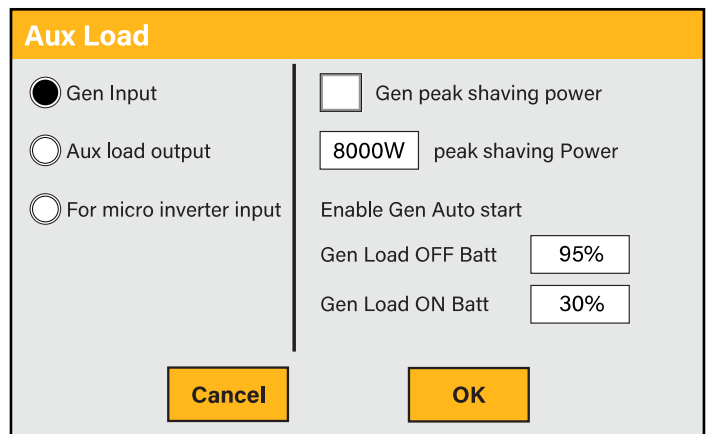 Aux Load
Gen Input
Aux load output
For micro inverter input
Gen peak shaving power
8000W peak shaving Power
Enable Gen Auto start
Gen Load OFF Batt 95%
Gen Load ON Batt 30%
Cancel
OK